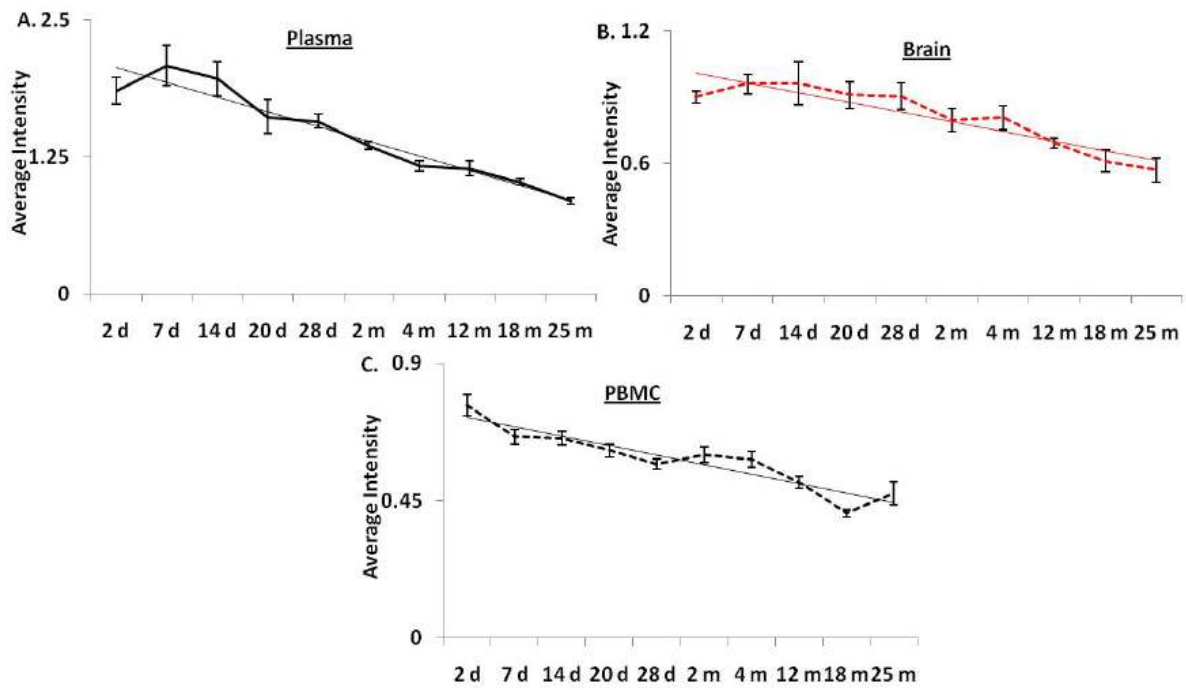 A. 2.5
Plasma
Average Intensity
1.25
0
2 d 7 d 14 d 20 d 28 d 2 m 4 m 12 m 18 m 25 m
B. 1.2
Brain
Average Intensity
0.6
0
2 d 7 d 14 d 20 d 28 d 2 m 4 m 12 m 18 m 25 m
C. 0.9
PBMC
Average Intensity
0.45
0
2 d 7 d 14 d 20 d 28 d 2 m 4 m 12 m 18 m 25 m